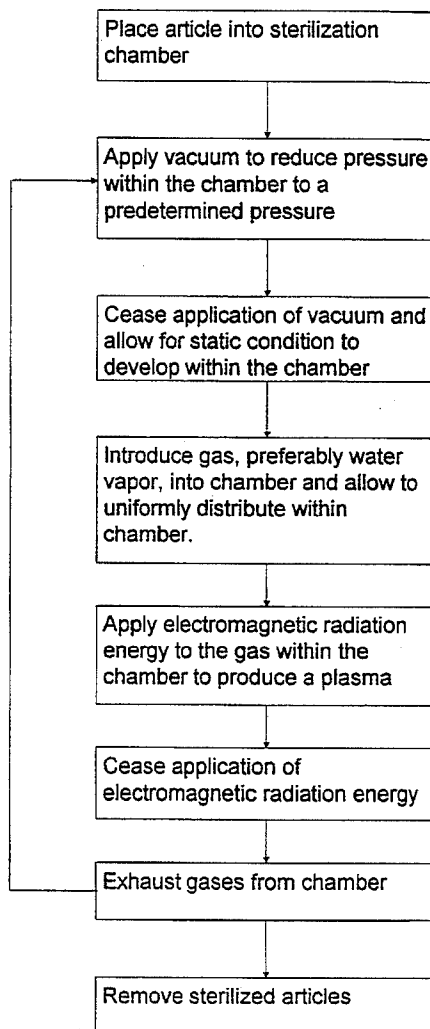 Place article into sterilization
chamber
Apply vacuum to reduce pressure
within the chamber to a
predetermined pressure
Cease application of vacuum and
allow for static condition to
develop within the chamber
Introduce gas, preferably water
vapor, into chamber and allow to
uniformly distribute within
chamber.
Apply electromagnetic radiation
energy to the gas within the
chamber to produce a plasma
Cease application of
electromagnetic radiation energy
Exhaust gases from chamber
Remove sterilized articles